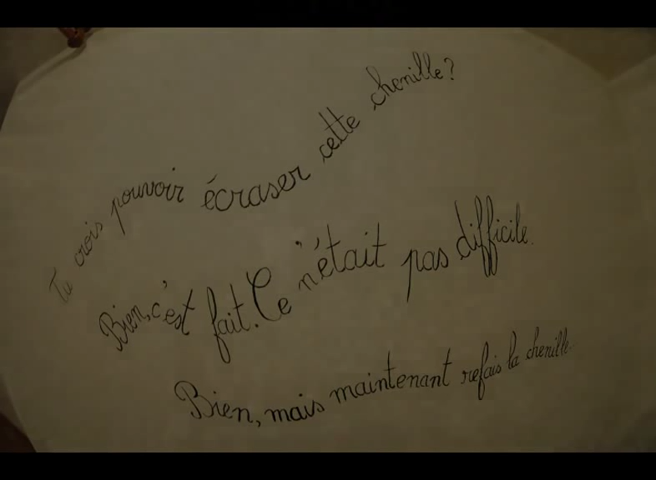 Tu crois pouvoir écraser cette chenille?
Bien, c'est fait. Ce n'était pas difficile.
Bien, mais maintenant refais la chenille.